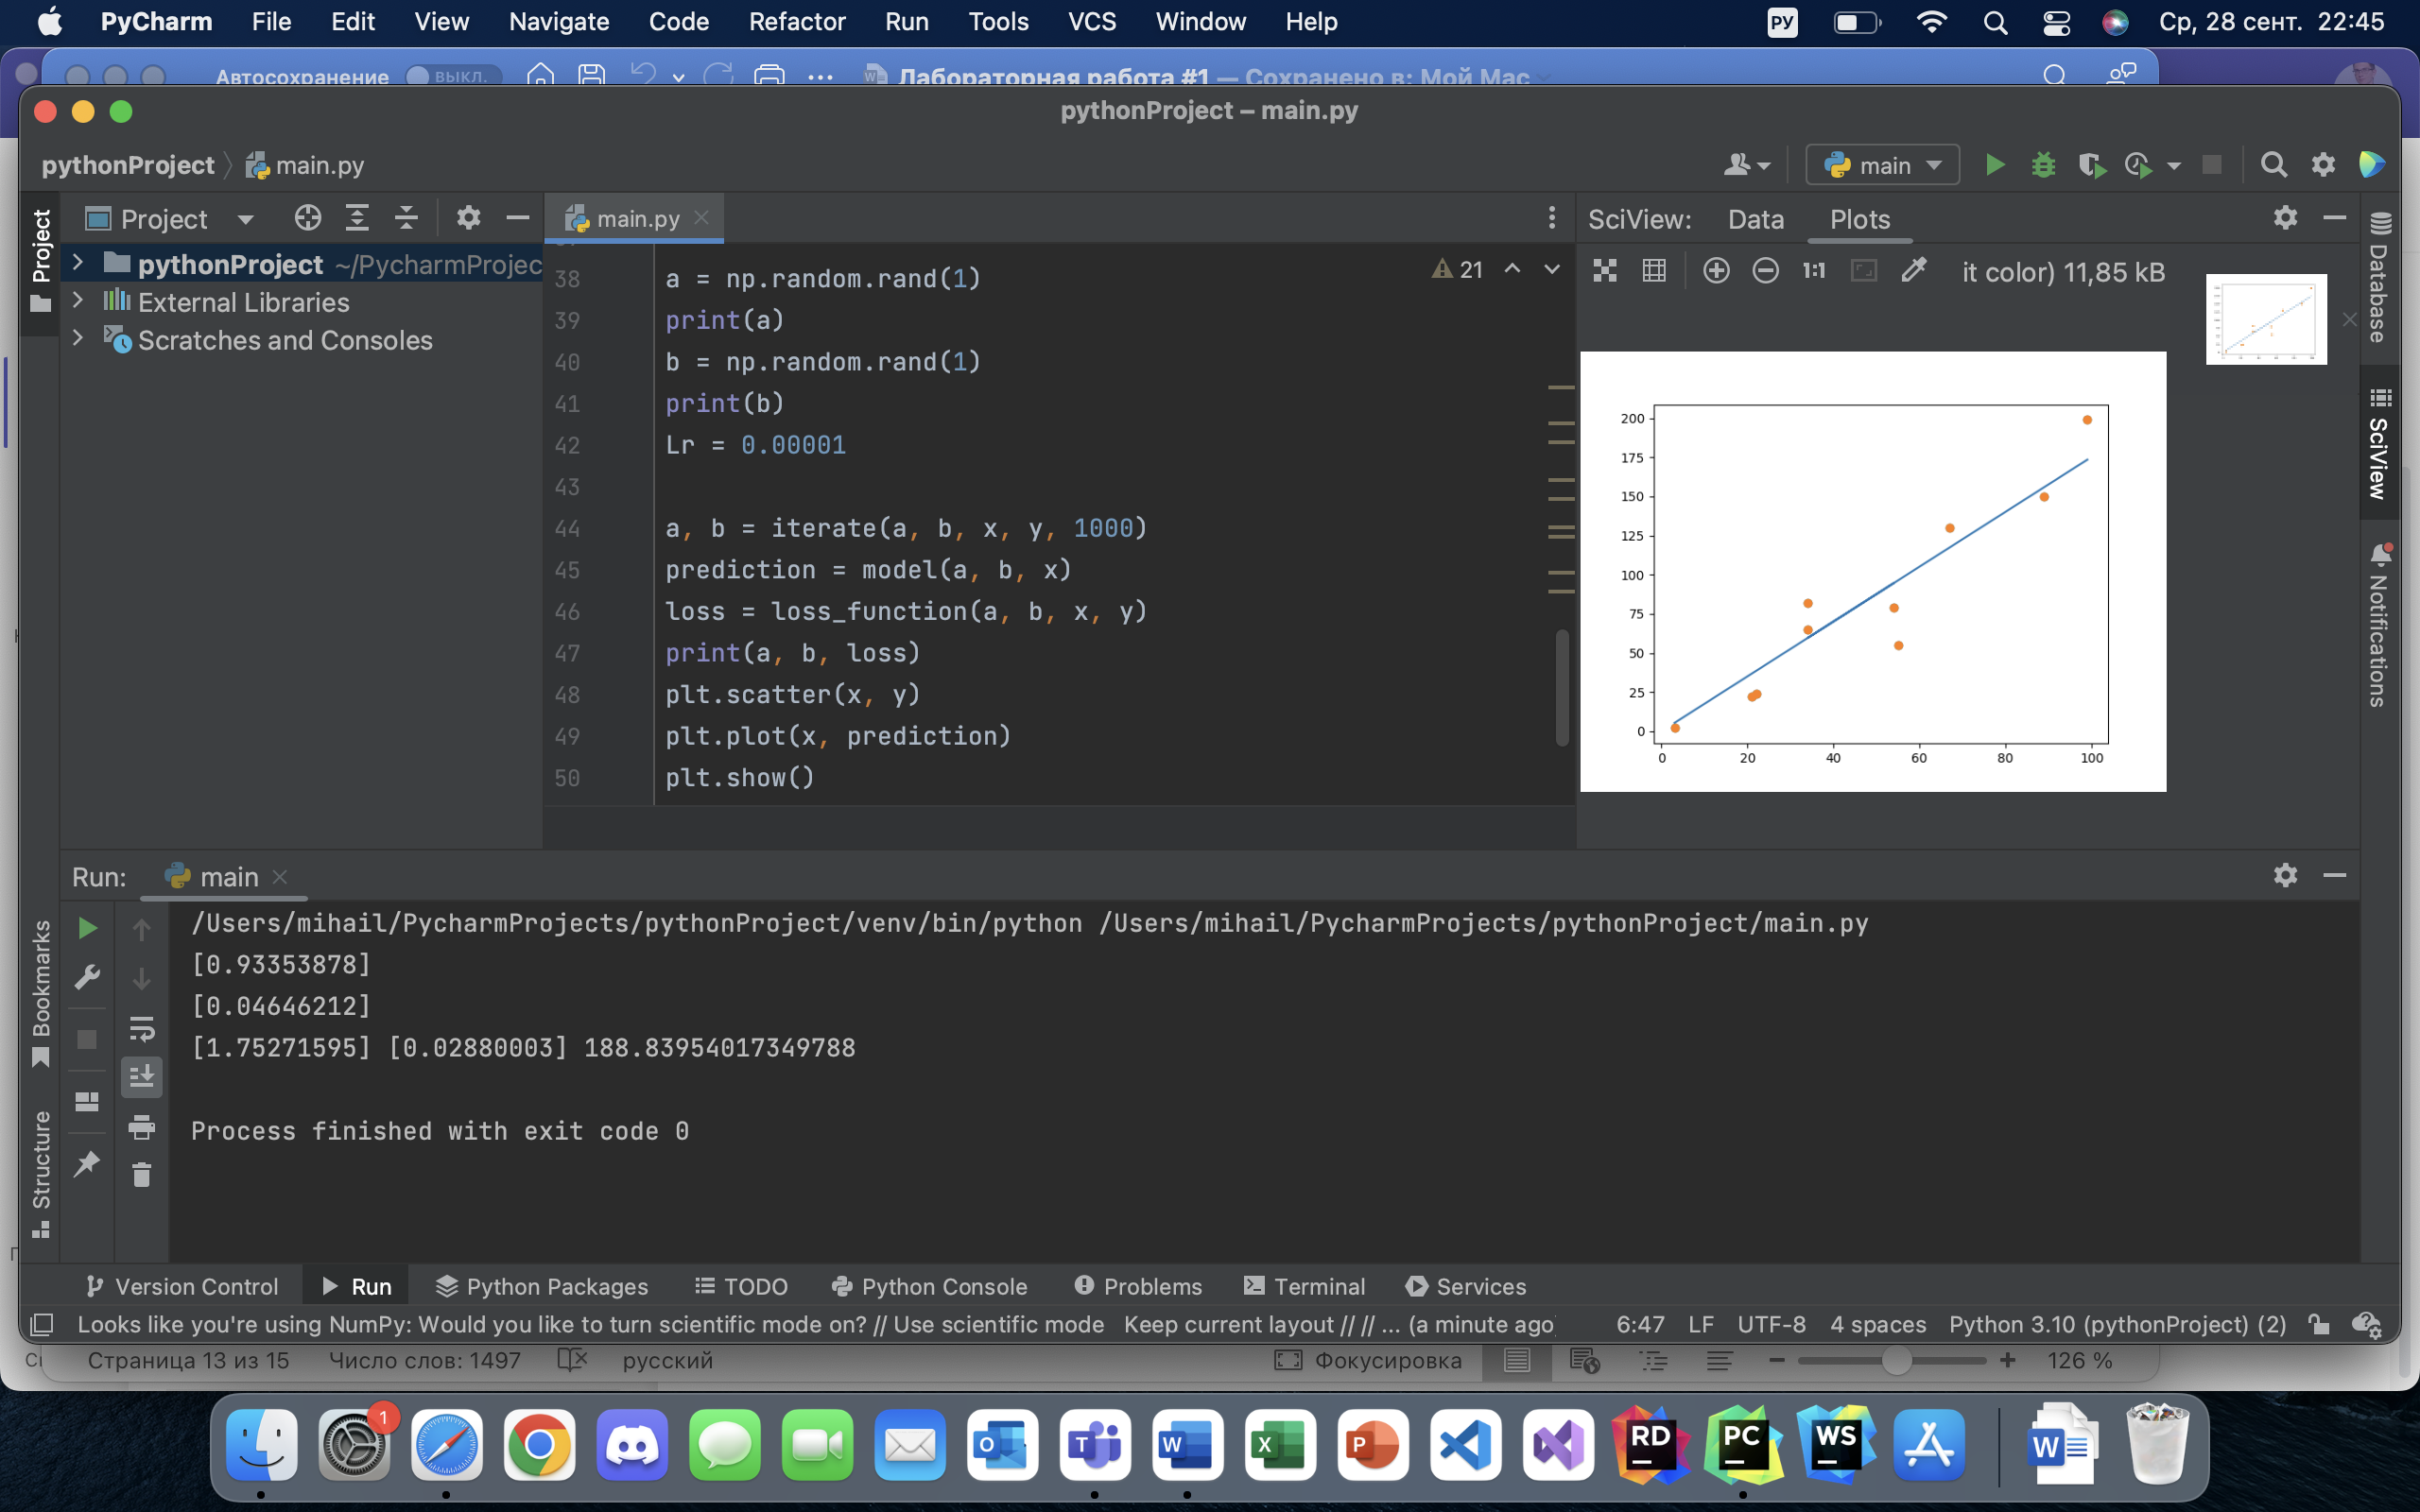 PyCharm File Edit View Navigate Code Refactor Run Tools VCS Window Help РУ Ср, 28 сент. 22:45
Автосохранение ВЫКЛ. Лабораторная работа #1 — Сохранено в: Мой Mac
pythonProject – main.py
pythonProject main.py main
Project
Project
pythonProject ~/PycharmProjec
External Libraries
Scratches and Consoles
main.py
21
38 a = np.random.rand(1)
39 print(a)
40 b = np.random.rand(1)
41 print(b)
42 Lr = 0.00001
43
44 a, b = iterate(a, b, x, y, 1000)
45 prediction = model(a, b, x)
46 loss = loss_function(a, b, x, y)
47 print(a, b, loss)
48 plt.scatter(x, y)
49 plt.plot(x, prediction)
50 plt.show()
SciView: Data Plots
1:1 it color) 11,85 kB
200
175
150
125
100
75
50
25
0
0 20 40 60 80 100
Database
SciView
Notifications
Run: main
/Users/mihail/PycharmProjects/pythonProject/venv/bin/python /Users/mihail/PycharmProjects/pythonProject/main.py
[0.93353878]
[0.04646212]
[1.75271595] [0.02880003] 188.83954017349788
Process finished with exit code 0
Bookmarks
Structure
Version Control Run Python Packages TODO Python Console Problems Terminal Services
Looks like you're using NumPy: Would you like to turn scientific mode on? // Use scientific mode Keep current layout // // ... (a minute ago 6:47 LF UTF-8 4 spaces Python 3.10 (pythonProject) (2)
Страница 13 из 15 Число слов: 1497 русский Фокусировка 126 %
1
O T W X P RD PC WS W